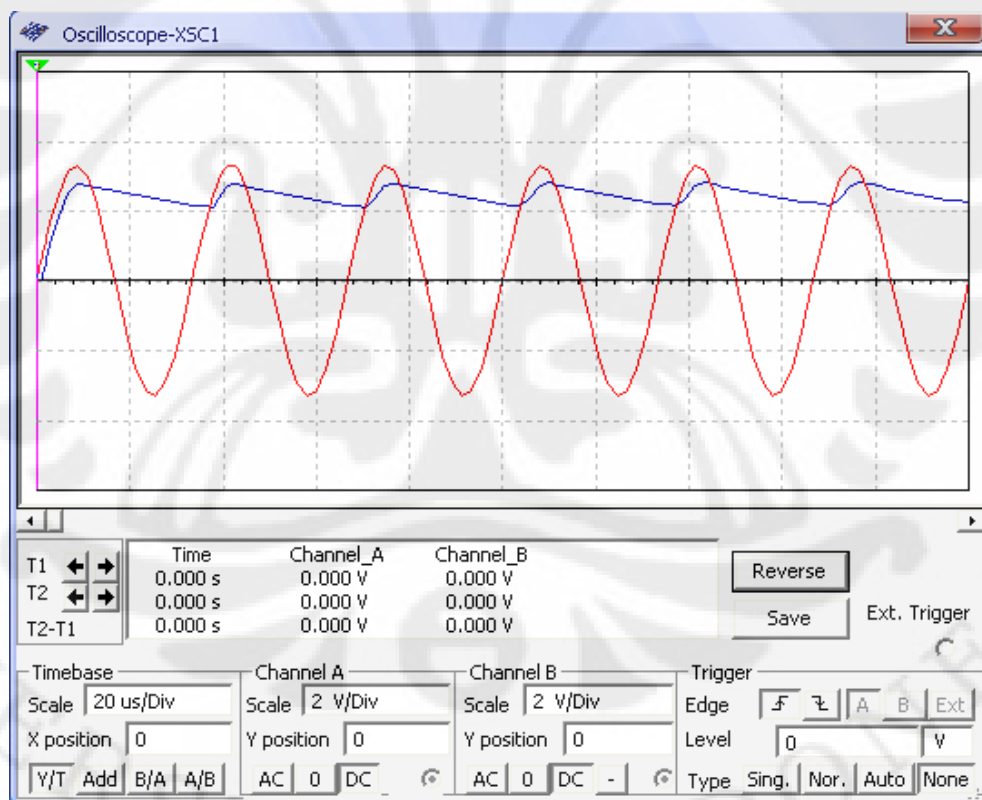 Oscilloscope-XSC1
T1
T2
T2-T1
Time Channel_A Channel_B
0.000 s 0.000 V 0.000 V
0.000 s 0.000 V 0.000 V
0.000 s 0.000 V 0.000 V
Reverse
Save
Ext. Trigger
Timebase
Scale 20 us/Div
X position 0
Y/T Add B/A A/B
Channel A
Scale 2 V/Div
Y position 0
AC 0 DC
Channel B
Scale 2 V/Div
Y position 0
AC 0 DC -
Trigger
Edge A B Ext
Level 0 V
Type Sing. Nor. Auto None